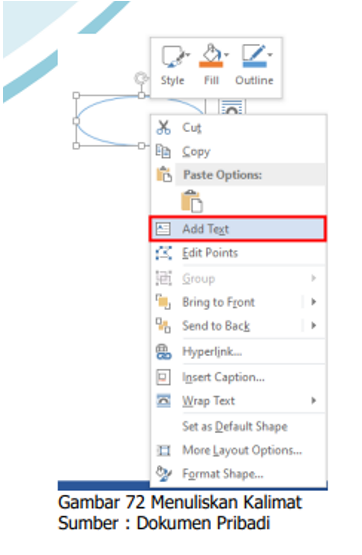 Style Fill Outline
Cut
Copy
Paste Options:
Add Text
Edit Points
Group
Bring to Front
Send to Back
Hyperlink...
Insert Caption...
Wrap Text
Set as Default Shape
More Layout Options...
Format Shape...
Gambar 72 Menuliskan Kalimat
Sumber : Dokumen Pribadi